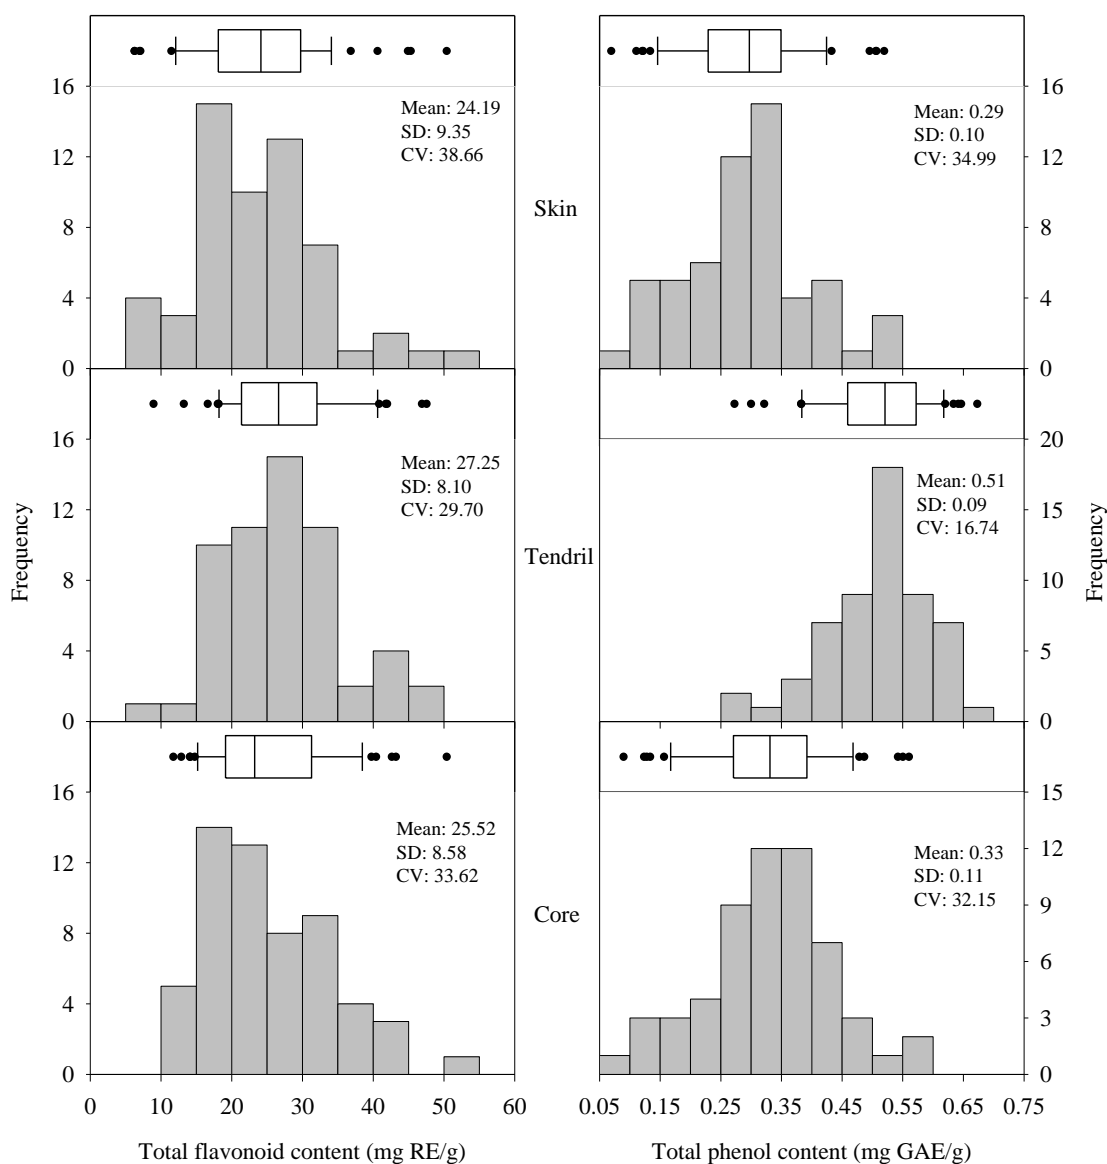 16
12
8
4
0
Mean: 24.19
SD: 9.35
CV: 38.66
Skin
Mean: 0.29
SD: 0.10
CV: 34.99
16
12
8
4
0
Frequency
16
12
8
4
0
Mean: 27.25
SD: 8.10
CV: 29.70
Tendril
Mean: 0.51
SD: 0.09
CV: 16.74
20
15
10
5
0
Frequency
16
12
8
4
0
Mean: 25.52
SD: 8.58
CV: 33.62
Core
Mean: 0.33
SD: 0.11
CV: 32.15
15
12
9
6
3
0
0 10 20 30 40 50 60
0.05 0.15 0.25 0.35 0.45 0.55 0.65 0.75
Total flavonoid content (mg RE/g)
Total phenol content (mg GAE/g)